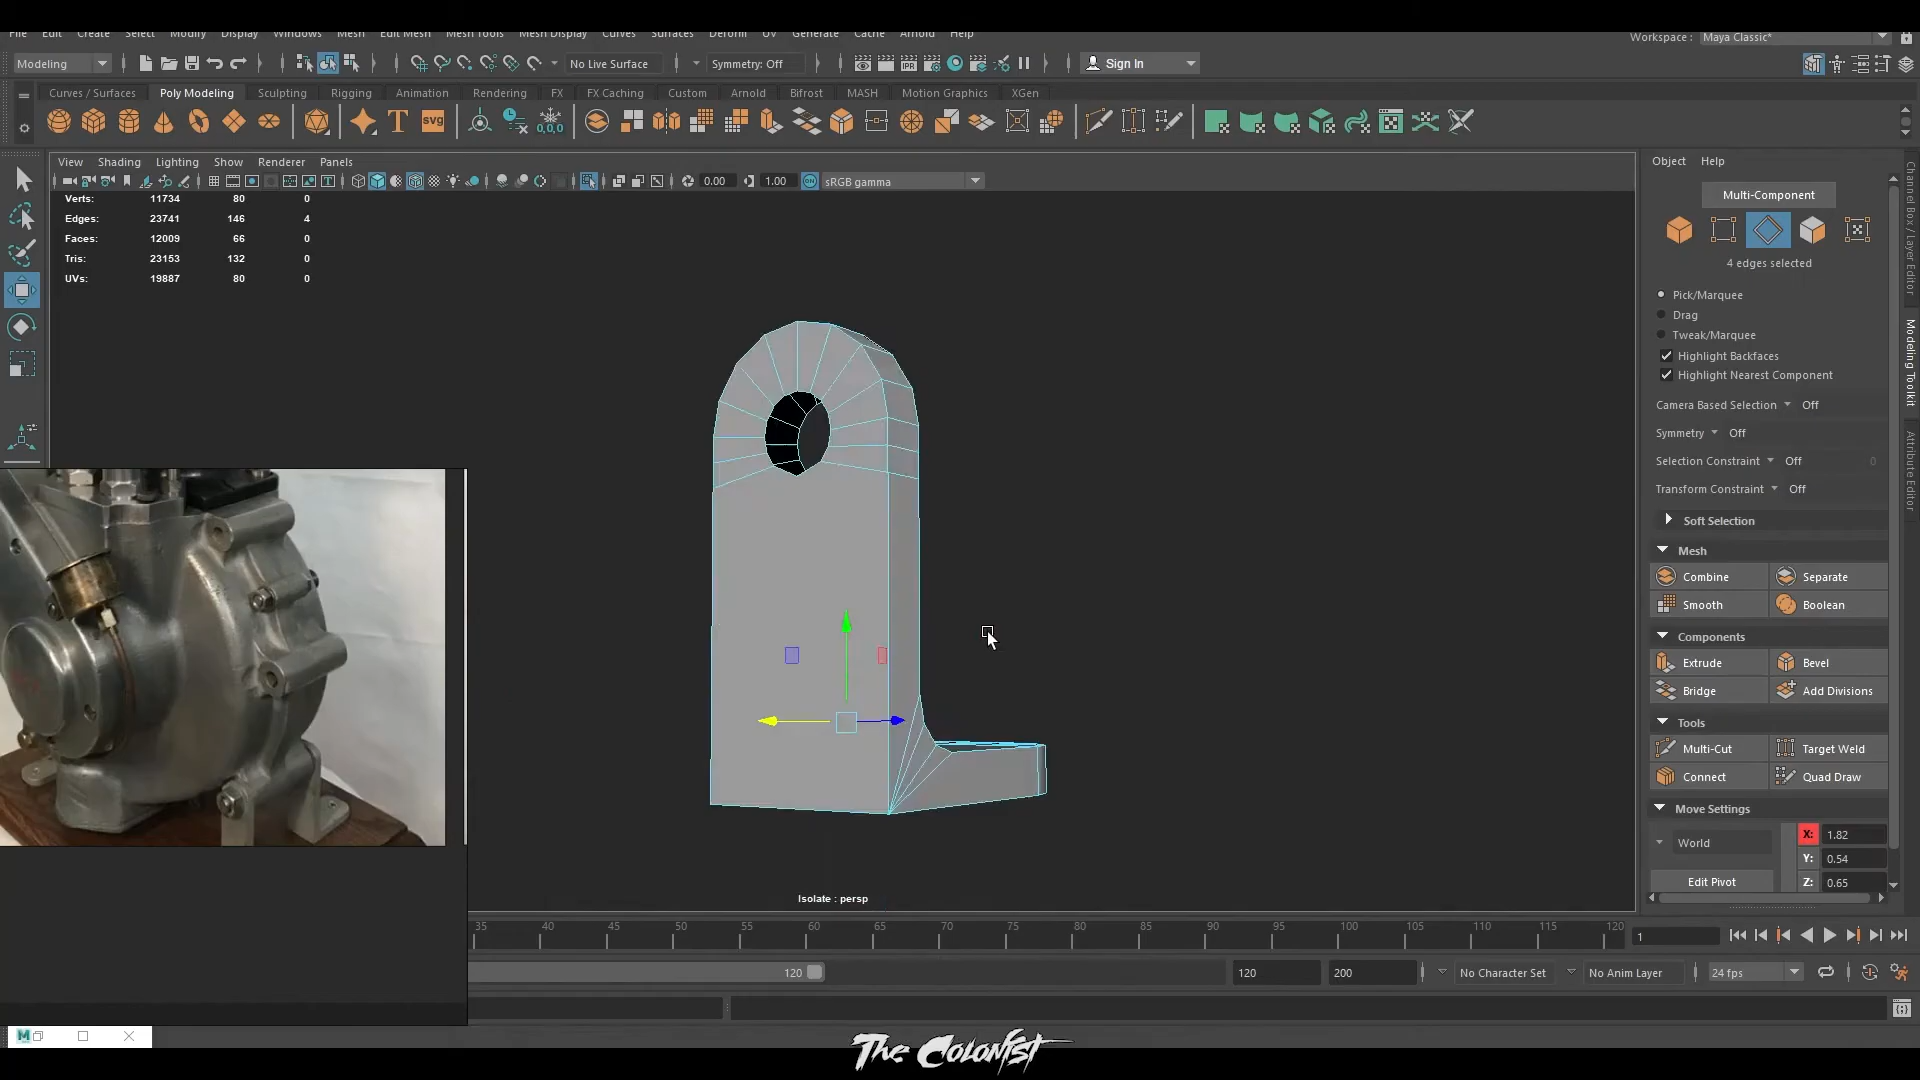 File Edit Create Select Modify Display Windows Mesh Edit Mesh Mesh Tools Mesh Display Curves Surfaces Deform UV Generate Cache Arnold Help
Workspace : Maya Classic*
Modeling No Live Surface Symmetry: Off Sign In
Curves / Surfaces Poly Modeling Sculpting Rigging Animation Rendering FX FX Caching Custom Arnold Bifrost MASH Motion Graphics XGen
View Shading Lighting Show Renderer Panels
0.00 1.00 sRGB gamma
Verts: 11734 80 0
Edges: 23741 146 4
Faces: 12009 66 0
Tris: 23153 132 0
UVs: 19887 80 0
Isolate : persp
Object Help
Multi-Component
4 edges selected
Pick/Marquee
Drag
Tweak/Marquee
Highlight Backfaces
Highlight Nearest Component
Camera Based Selection Off
Symmetry Off
Selection Constraint Off 0
Transform Constraint Off
Soft Selection
Mesh
Combine Separate
Smooth Boolean
Components
Extrude Bevel
Bridge Add Divisions
Tools
Multi-Cut Target Weld
Connect Quad Draw
Move Settings
World X: 1.82
Y: 0.54
Edit Pivot Z: 0.65
Channel Box / Layer Editor
Modeling Toolkit
Attribute Editor
35 40 45 50 55 60 65 70 75 80 85 90 95 100 105 110 115 120 1
120 120 200 No Character Set No Anim Layer 24 fps
M
The Colonist